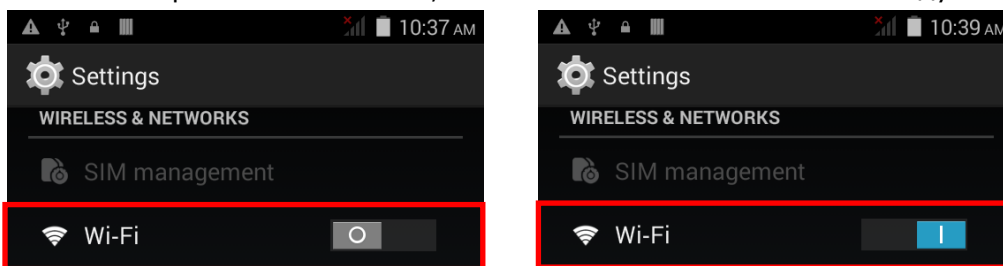 10:37 AM
Settings
WIRELESS & NETWORKS
SIM management
Wi-Fi
10:39 AM
Settings
WIRELESS & NETWORKS
SIM management
Wi-Fi